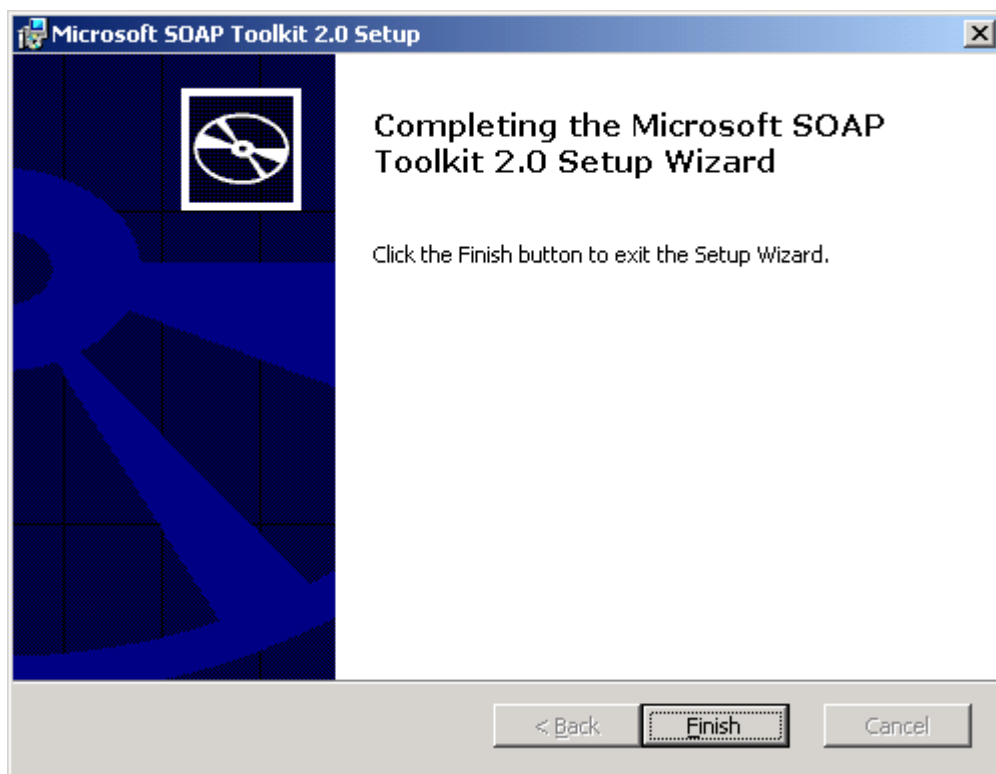 Microsoft SOAP Toolkit 2.0 Setup
Completing the Microsoft SOAP
Toolkit 2.0 Setup Wizard
Click the Finish button to exit the Setup Wizard.
< Back
Finish
Cancel